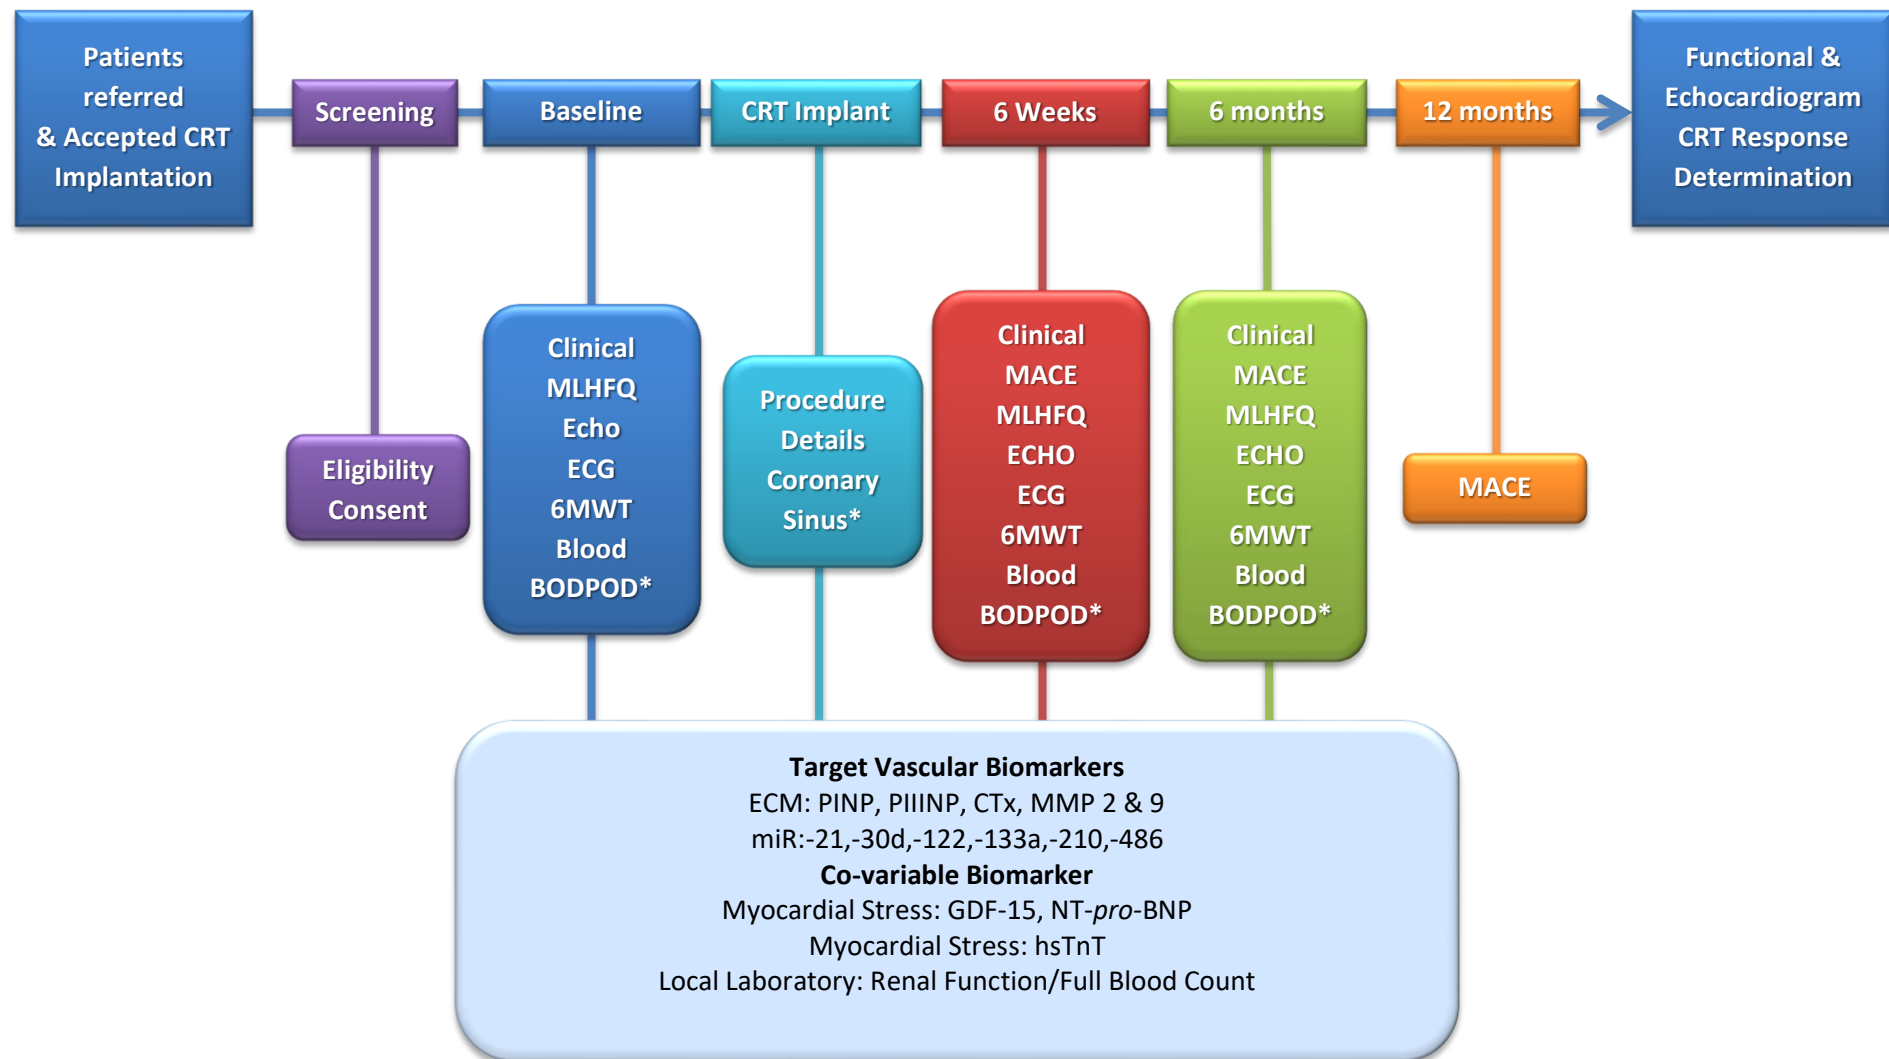 Patients
referred
& Accepted CRT
Implantation
Screening
Baseline
CRT Implant
6 Weeks
6 months
12 months
Functional &
Echocardiogram
CRT Response
Determination
Eligibility
Consent
Clinical
MLHFQ
Echo
ECG
6MWT
Blood
BODPOD*
Procedure
Details
Coronary
Sinus*
Clinical
MACE
MLHFQ
ECHO
ECG
6MWT
Blood
BODPOD*
Clinical
MACE
MLHFQ
ECHO
ECG
6MWT
Blood
BODPOD*
MACE
Target Vascular Biomarkers
ECM: PINP, PIIINP, CTx, MMP 2 & 9
miR:-21,-30d,-122,-133a,-210,-486
Co-variable Biomarker
Myocardial Stress: GDF-15, NT-pro-BNP
Myocardial Stress: hsTnT
Local Laboratory: Renal Function/Full Blood Count